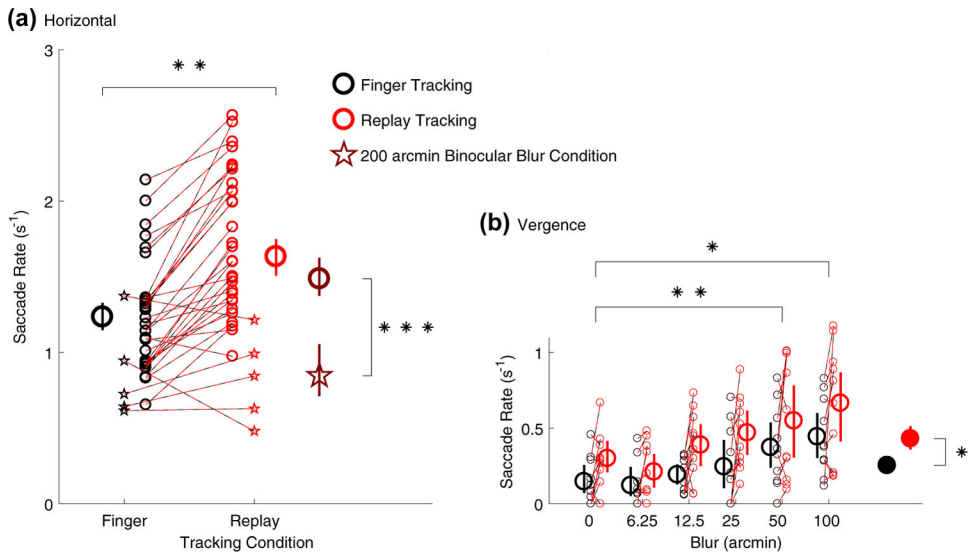 (a) Horizontal
3
2
1
0
Saccade Rate (s⁻¹)
** 
Finger Tracking
Replay Tracking
200 arcmin Binocular Blur Condition
***
Finger
Replay
Tracking Condition
(b) Vergence
*
**
1
0.5
0
Saccade Rate (s⁻¹)
*
0 6.25 12.5 25 50 100
Blur (arcmin)